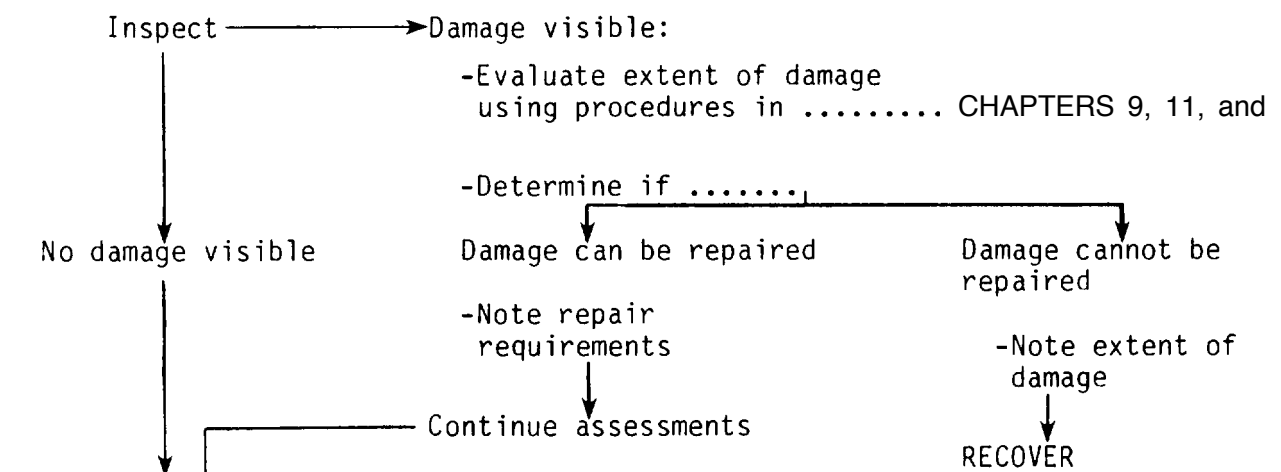 Inspect Damage visible:
-Evaluate extent of damage
using procedures in ......... CHAPTERS 9, 11, and
-Determine if .......
No damage visible Damage can be repaired Damage cannot be
repaired
-Note repair
requirements
-Note extent of
damage
Continue assessments
RECOVER